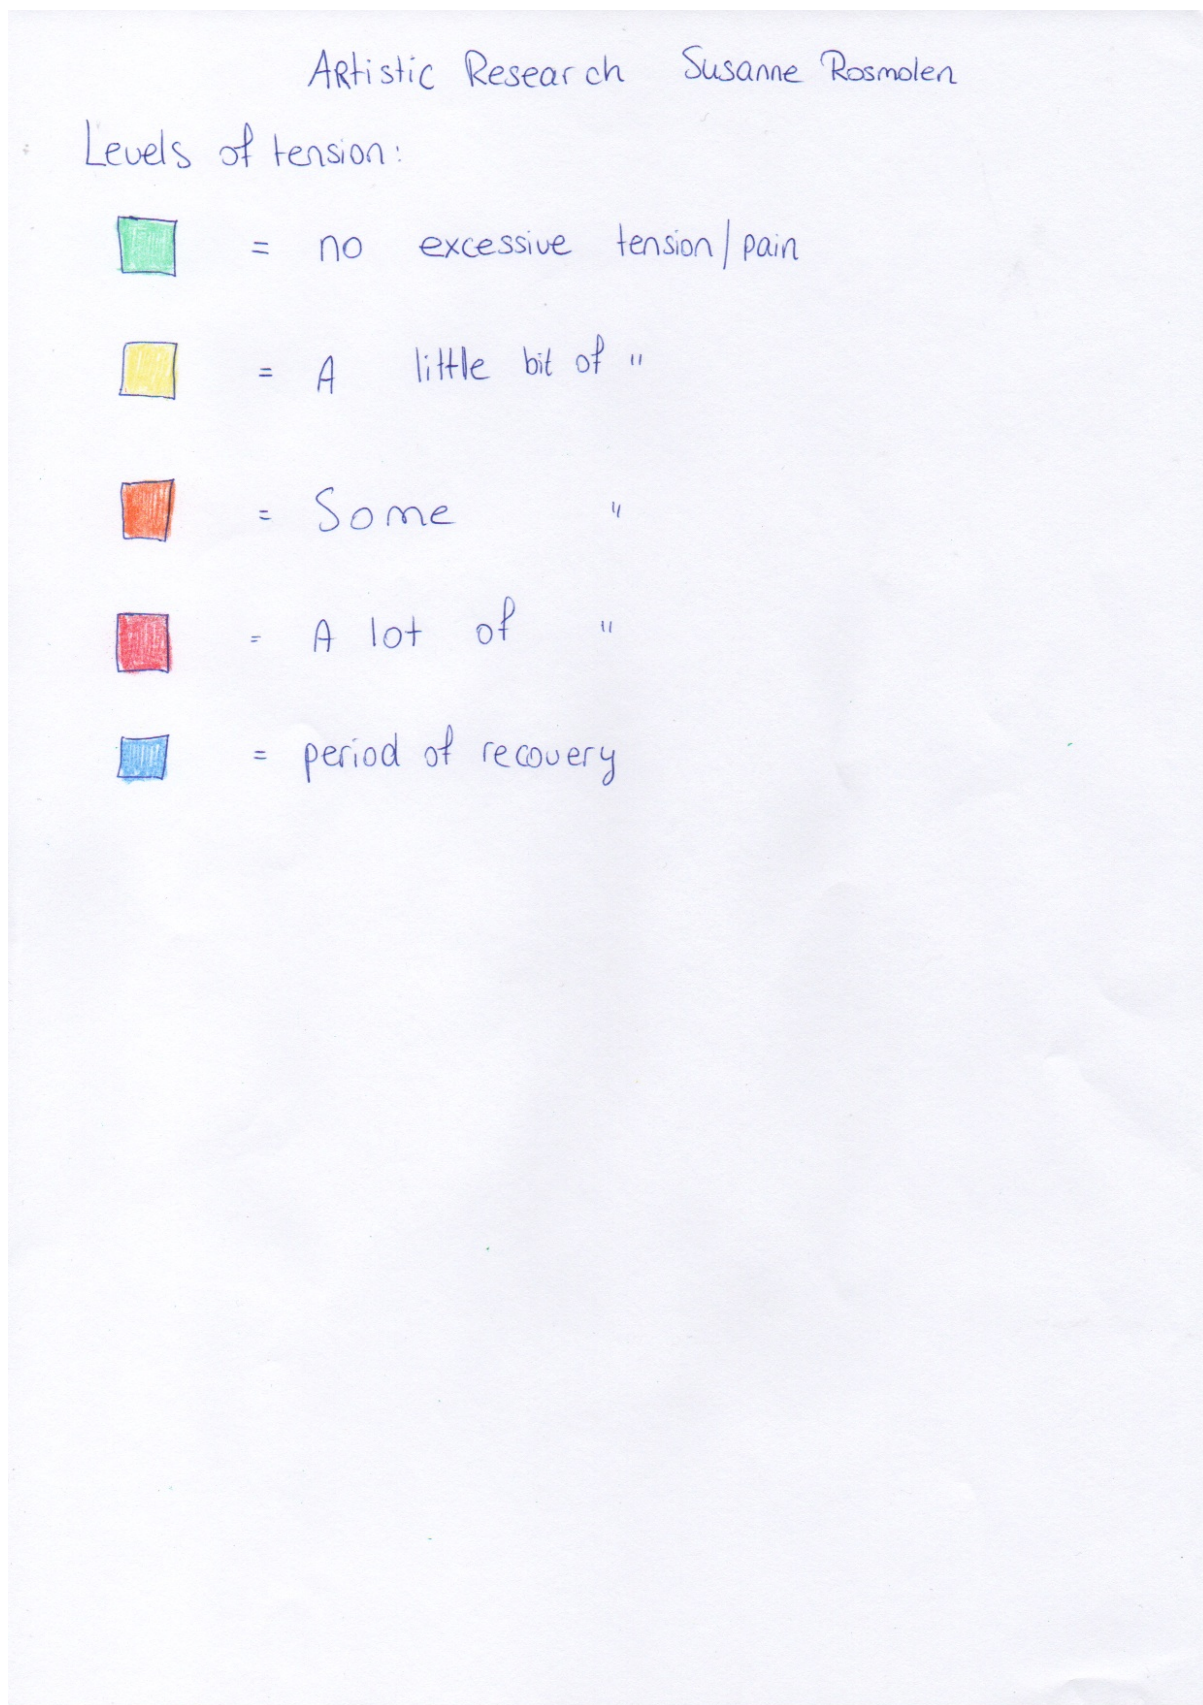 Artistic Research Susanne Rosmolen
Levels of tension:
= no excessive tension/pain
= A little bit of "
= Some "
= A lot of "
= period of recovery